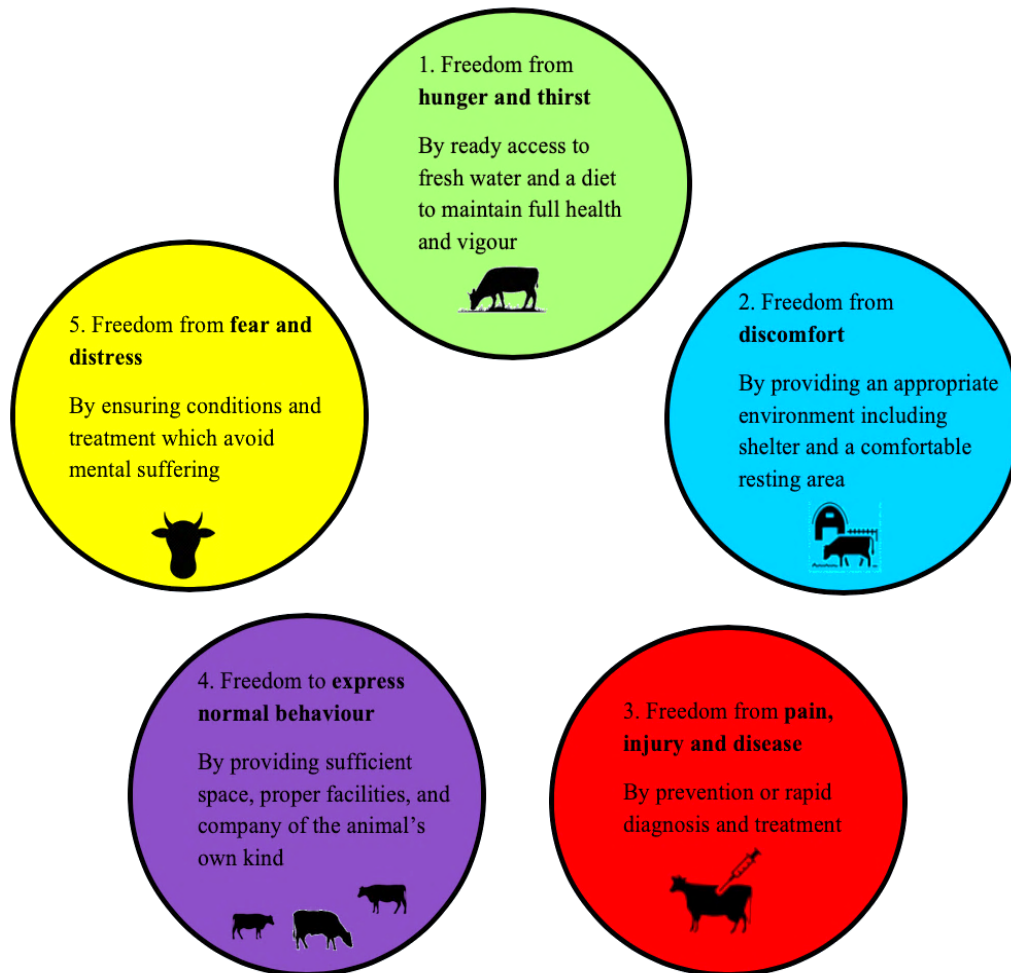 1. Freedom from
hunger and thirst
By ready access to
fresh water and a diet
to maintain full health
and vigour
2. Freedom from
discomfort
By providing an appropriate
environment including
shelter and a comfortable
resting area
3. Freedom from pain,
injury and disease
By prevention or rapid
diagnosis and treatment
4. Freedom to express
normal behaviour
By providing sufficient
space, proper facilities, and
company of the animal’s
own kind
5. Freedom from fear and
distress
By ensuring conditions and
treatment which avoid
mental suffering